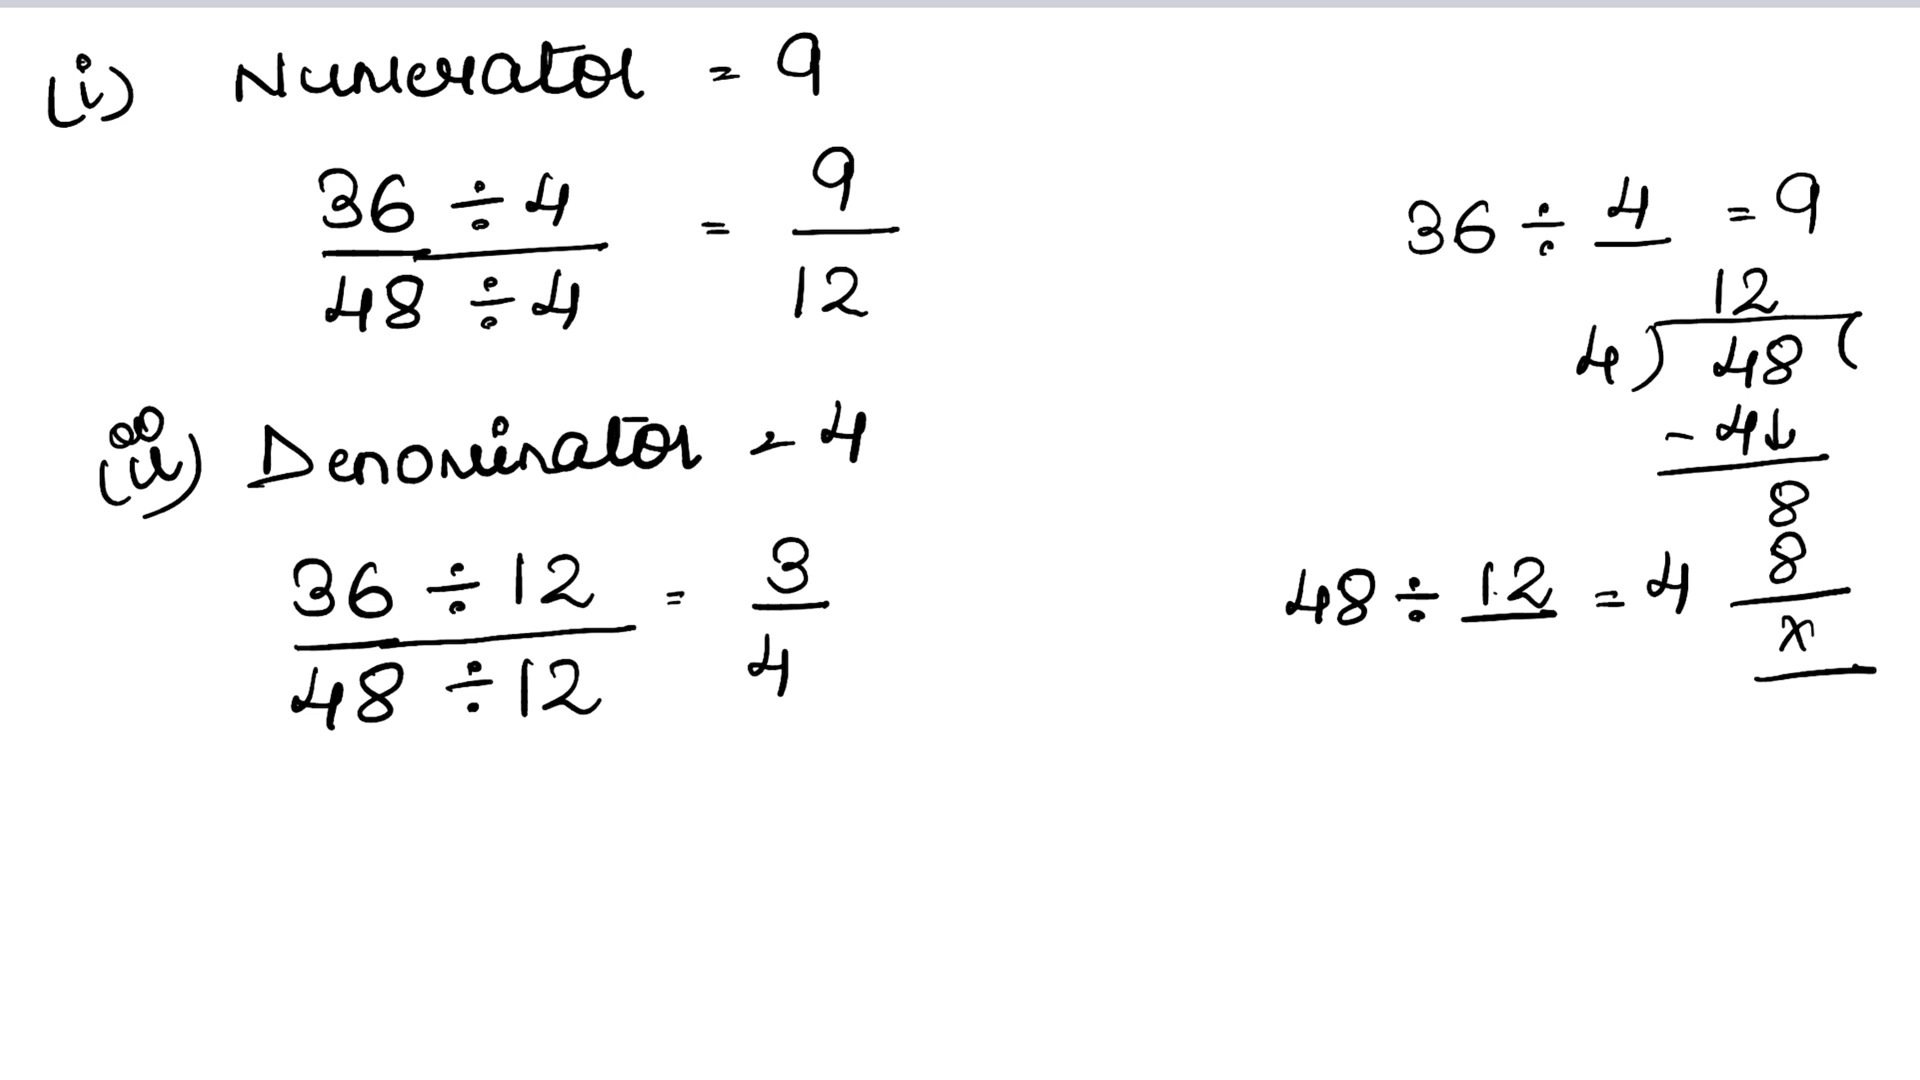 (i) Numerator = 9
36 ÷ 4 = 9
48 ÷ 4 12
(ii) Denominator = 4
36 ÷ 12 = 3
48 ÷ 12 4
36 ÷ 4 = 9
12
4) 48 (
- 4↓
8
8
x
48 ÷ 12 = 4